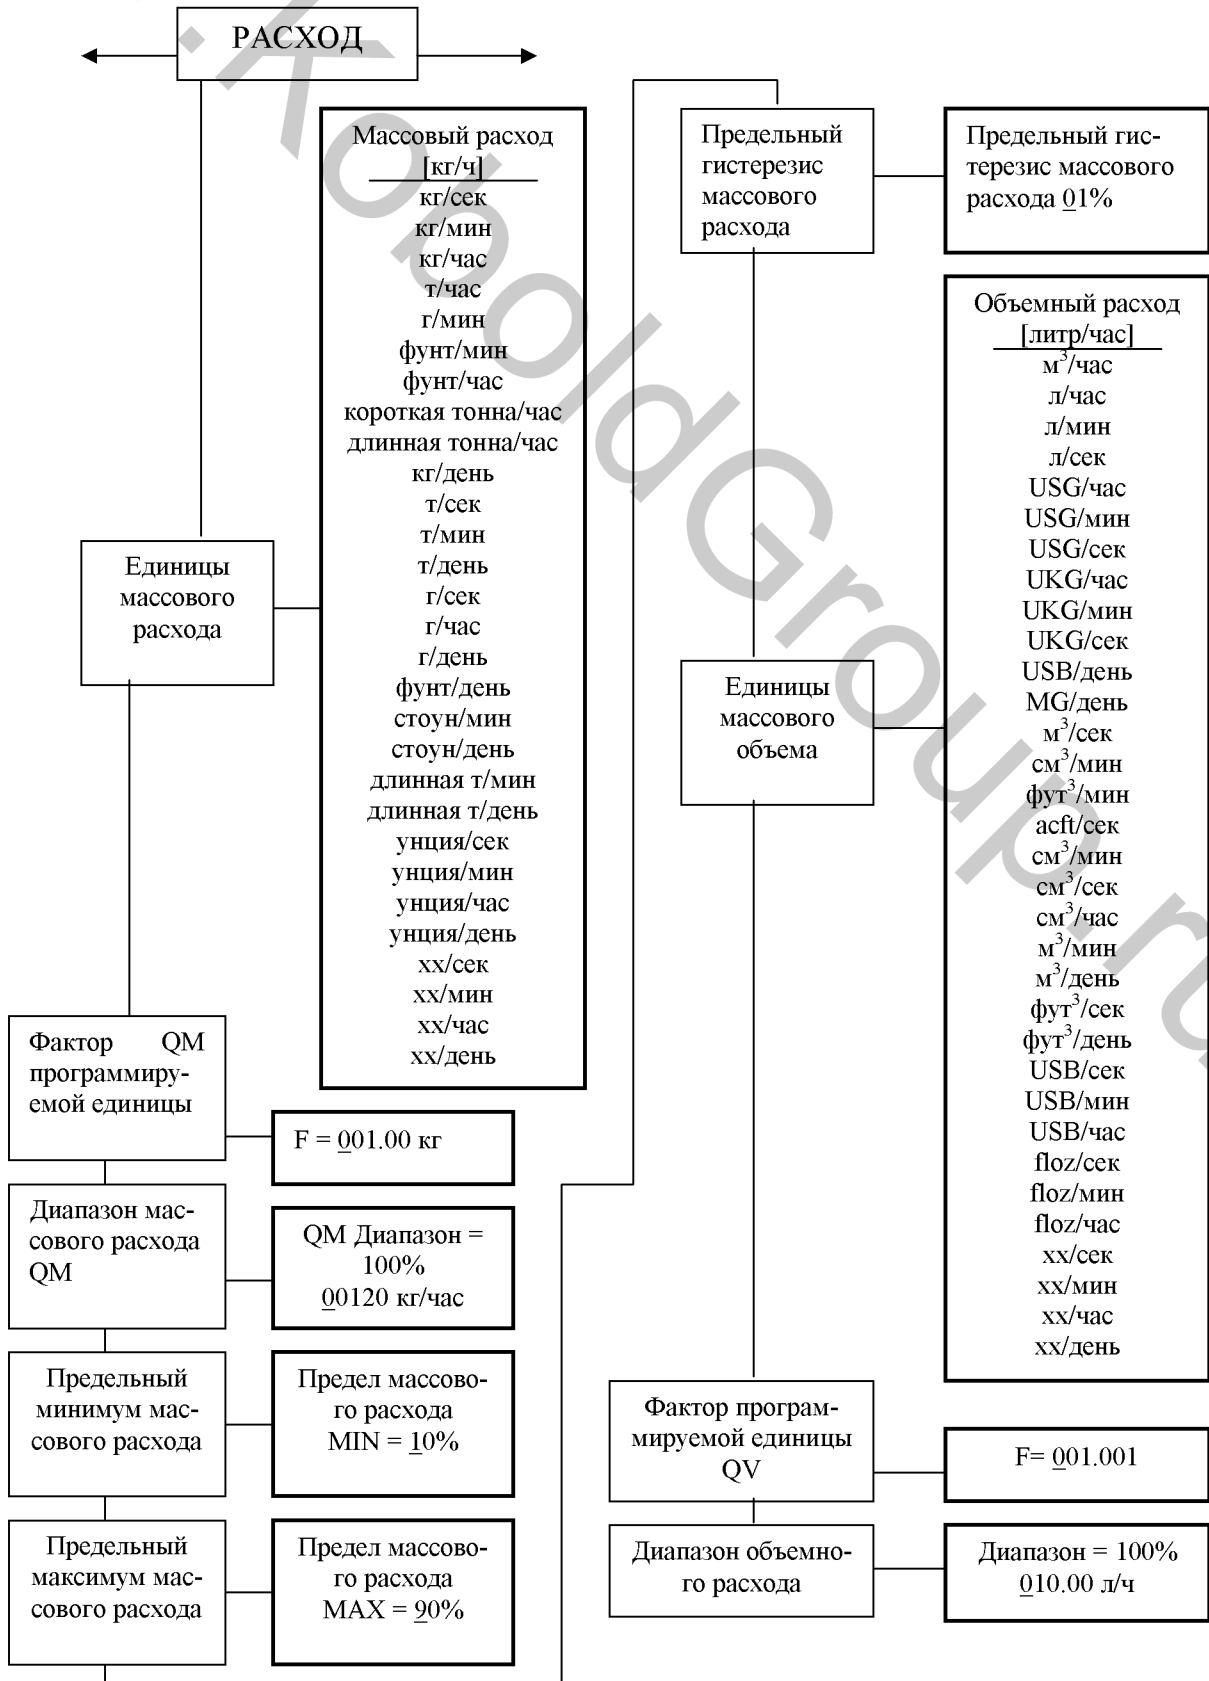 РАСХОД
Массовый расход
[кг/ч]
кг/сек
кг/мин
кг/час
т/час
г/мин
фунт/мин
фунт/час
короткая тонна/час
длинная тонна/час
кг/день
т/сек
т/мин
т/день
г/сек
г/час
г/день
фунт/день
стоун/мин
стоун/день
длинная т/мин
длинная т/день
унция/сек
унция/мин
унция/час
унция/день
xx/сек
xx/мин
xx/час
xx/день
Единицы
массового
расхода
Фактор QM
программиру-
емой единицы
F = 001.00 кг
Диапазон мас-
сового расхода
QM
QM Диапазон =
100%
00120 кг/час
Предельный
минимум мас-
сового расхода
Предел массово-
го расхода
MIN = 10%
Предельный
максимум мас-
сового расхода
Предел массово-
го расхода
MAX = 90%
Предельный
гистерезис
массового
расхода
Предельный гис-
терезис массового
расхода 01%
Объемный расход
[литр/час]
м³/час
л/час
л/мин
л/сек
USG/час
USG/мин
USG/сек
UKG/час
UKG/мин
UKG/сек
USB/день
MG/день
м³/сек
см³/мин
фут³/мин
acft/сек
см³/мин
см³/сек
см³/час
м³/мин
м³/день
фут³/сек
фут³/день
USB/сек
USB/мин
USB/час
floz/сек
floz/мин
floz/час
xx/сек
xx/мин
xx/час
xx/день
Единицы
массового
объема
Фактор програм-
мируемой единицы
QV
F= 001.001
Диапазон объемно-
го расхода
Диапазон = 100%
010.00 л/ч
.KoboldGroup.ru